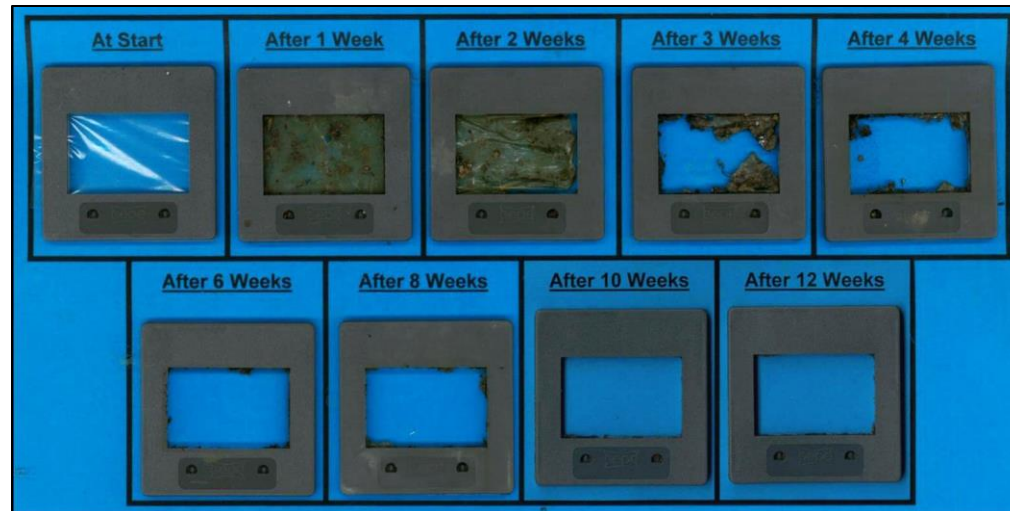 At Start
After 1 Week
After 2 Weeks
After 3 Weeks
After 4 Weeks
After 6 Weeks
After 8 Weeks
After 10 Weeks
After 12 Weeks